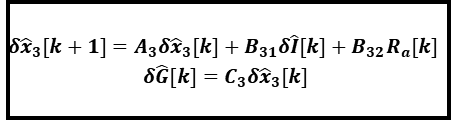 δx̂₃[k + 1] = A₃δx̂₃[k] + B₃₁δÎ[k] + B₃₂Rₐ[k]
δĜ[k] = C₃δx̂₃[k]